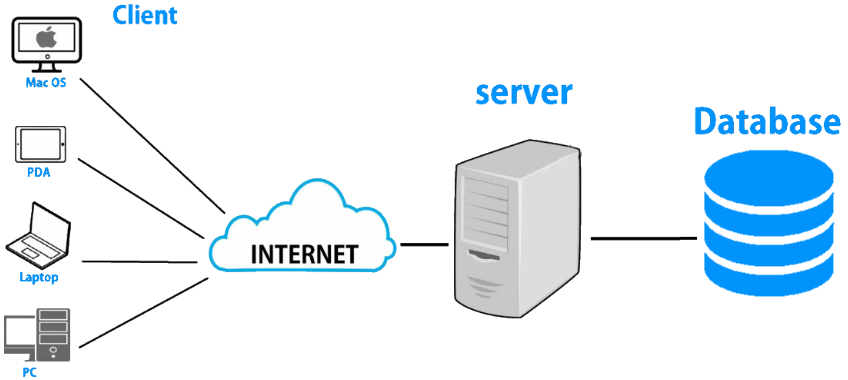 Client
Mac OS
PDA
Laptop
PC
INTERNET
server
Database